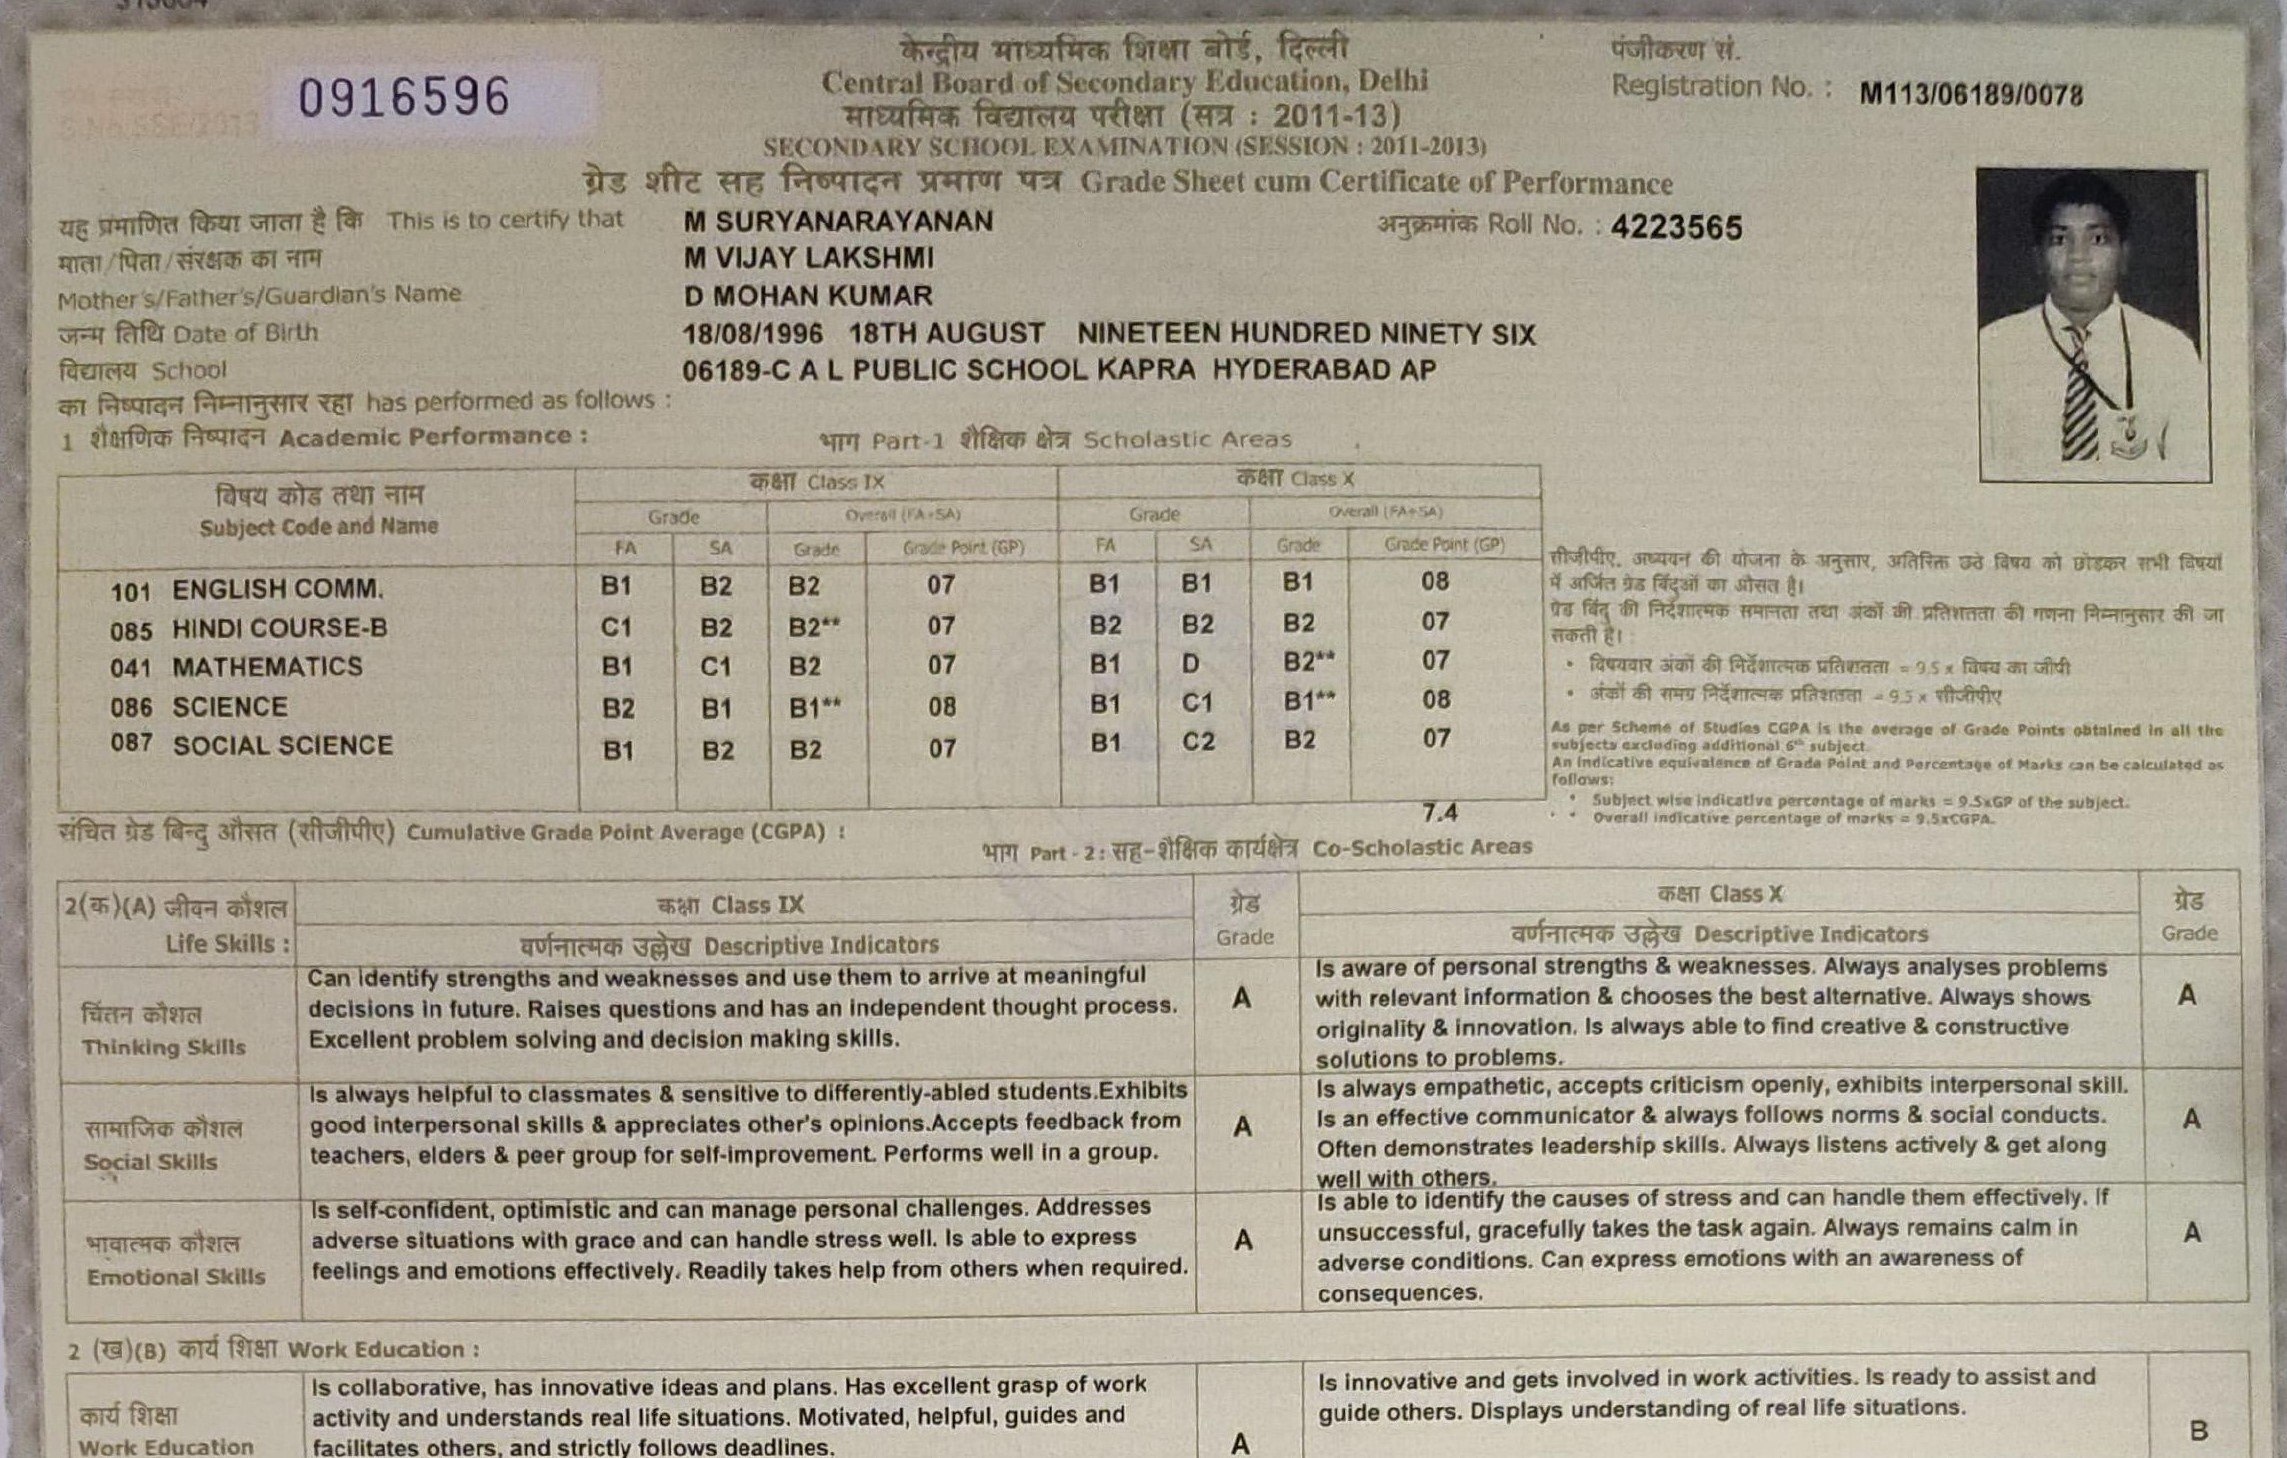 0916596
केन्द्रीय माध्यमिक शिक्षा बोर्ड, दिल्ली
Central Board of Secondary Education, Delhi
माध्यमिक विद्यालय परीक्षा (सत्र : 2011-13)
SECONDARY SCHOOL EXAMINATION (SESSION : 2011-2013)
पंजीकरण सं.
Registration No. : M113/06189/0078
ग्रेड शीट सह निष्पादन प्रमाण पत्र Grade Sheet cum Certificate of Performance
यह प्रमाणित किया जाता है कि This is to certify that M SURYANARAYANAN अनुक्रमांक Roll No. : 4223565
माता/पिता/संरक्षक का नाम M VIJAY LAKSHMI
Mother's/Father's/Guardian's Name D MOHAN KUMAR
जन्म तिथि Date of Birth 18/08/1996 18TH AUGUST NINETEEN HUNDRED NINETY SIX
विद्यालय School 06189-C A L PUBLIC SCHOOL KAPRA HYDERABAD AP
का निष्पादन निम्नानुसार रहा has performed as follows :
1 शैक्षणिक निष्पादन Academic Performance : भाग Part-1 शैक्षिक क्षेत्र Scholastic Areas
विषय कोड तथा नाम
Subject Code and Name
कक्षा Class IX कक्षा Class X
Grade Overall (FA+SA) Grade Overall (FA+SA)
FA SA Grade Grade Point (GP) FA SA Grade Grade Point (GP)
101 ENGLISH COMM. B1 B2 B2 07 B1 B1 B1 08
085 HINDI COURSE-B C1 B2 B2** 07 B2 B2 B2 07
041 MATHEMATICS B1 C1 B2 07 B1 D B2** 07
086 SCIENCE B2 B1 B1** 08 B1 C1 B1** 08
087 SOCIAL SCIENCE B1 B2 B2 07 B1 C2 B2 07
सीजीपीए, अध्ययन की योजना के अनुसार, अतिरिक्त छठे विषय को छोड़कर सभी विषयों
में अर्जित ग्रेड बिंदुओं का औसत है।
ग्रेड बिंदु की निर्देशात्मक समानता तथा अंकों की प्रतिशतता की गणना निम्नानुसार की जा
सकती है।
• विषयवार अंकों की निर्देशात्मक प्रतिशतता = 9.5 x विषय का जीपी
• अंकों की समग्र निर्देशात्मक प्रतिशतता = 9.5 x सीजीपीए
As per Scheme of Studies CGPA is the average of Grade Points obtained in all the
subjects excluding additional 6th subject.
An indicative equivalence of Grade Point and Percentage of Marks can be calculated as
follows:
• Subject wise indicative percentage of marks = 9.5xGP of the subject.
• Overall indicative percentage of marks = 9.5xCGPA.
संचित ग्रेड बिन्दु औसत (सीजीपीए) Cumulative Grade Point Average (CGPA) : 7.4
भाग Part - 2 : सह-शैक्षिक कार्यक्षेत्र Co-Scholastic Areas
2(क)(A) जीवन कौशल
Life Skills :
कक्षा Class IX
वर्णनात्मक उल्लेख Descriptive Indicators
ग्रेड
Grade
कक्षा Class X
वर्णनात्मक उल्लेख Descriptive Indicators
ग्रेड
Grade
चिंतन कौशल
Thinking Skills
Can identify strengths and weaknesses and use them to arrive at meaningful
decisions in future. Raises questions and has an independent thought process.
Excellent problem solving and decision making skills.
A
Is aware of personal strengths & weaknesses. Always analyses problems
with relevant information & chooses the best alternative. Always shows
originality & innovation. Is always able to find creative & constructive
solutions to problems.
A
सामाजिक कौशल
Social Skills
Is always helpful to classmates & sensitive to differently-abled students.Exhibits
good interpersonal skills & appreciates other's opinions.Accepts feedback from
teachers, elders & peer group for self-improvement. Performs well in a group.
A
Is always empathetic, accepts criticism openly, exhibits interpersonal skill.
Is an effective communicator & always follows norms & social conducts.
Often demonstrates leadership skills. Always listens actively & get along
well with others.
A
भावात्मक कौशल
Emotional Skills
Is self-confident, optimistic and can manage personal challenges. Addresses
adverse situations with grace and can handle stress well. Is able to express
feelings and emotions effectively. Readily takes help from others when required.
A
Is able to identify the causes of stress and can handle them effectively. If
unsuccessful, gracefully takes the task again. Always remains calm in
adverse conditions. Can express emotions with an awareness of
consequences.
A
2 (ख)(B) कार्य शिक्षा Work Education :
कार्य शिक्षा
Work Education
Is collaborative, has innovative ideas and plans. Has excellent grasp of work
activity and understands real life situations. Motivated, helpful, guides and
facilitates others, and strictly follows deadlines.
A
Is innovative and gets involved in work activities. Is ready to assist and
guide others. Displays understanding of real life situations.
B